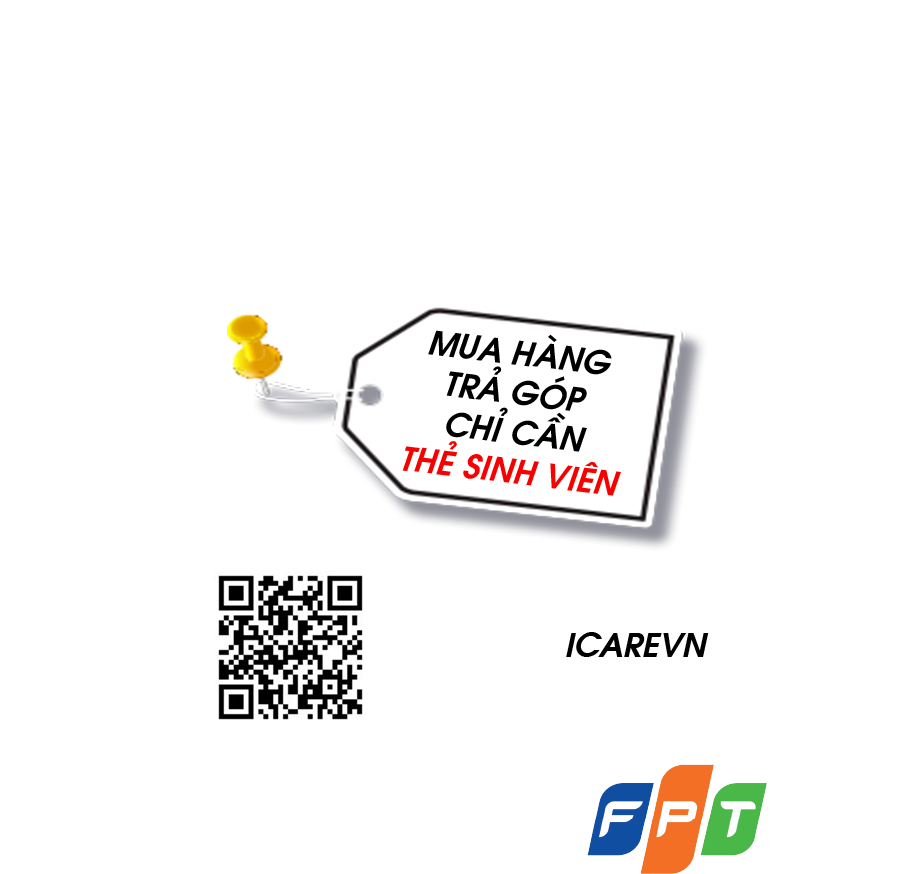 MUA HÀNG
TRẢ GÓP
CHỈ CẦN
THẺ SINH VIÊN
ICAREVN
FPT